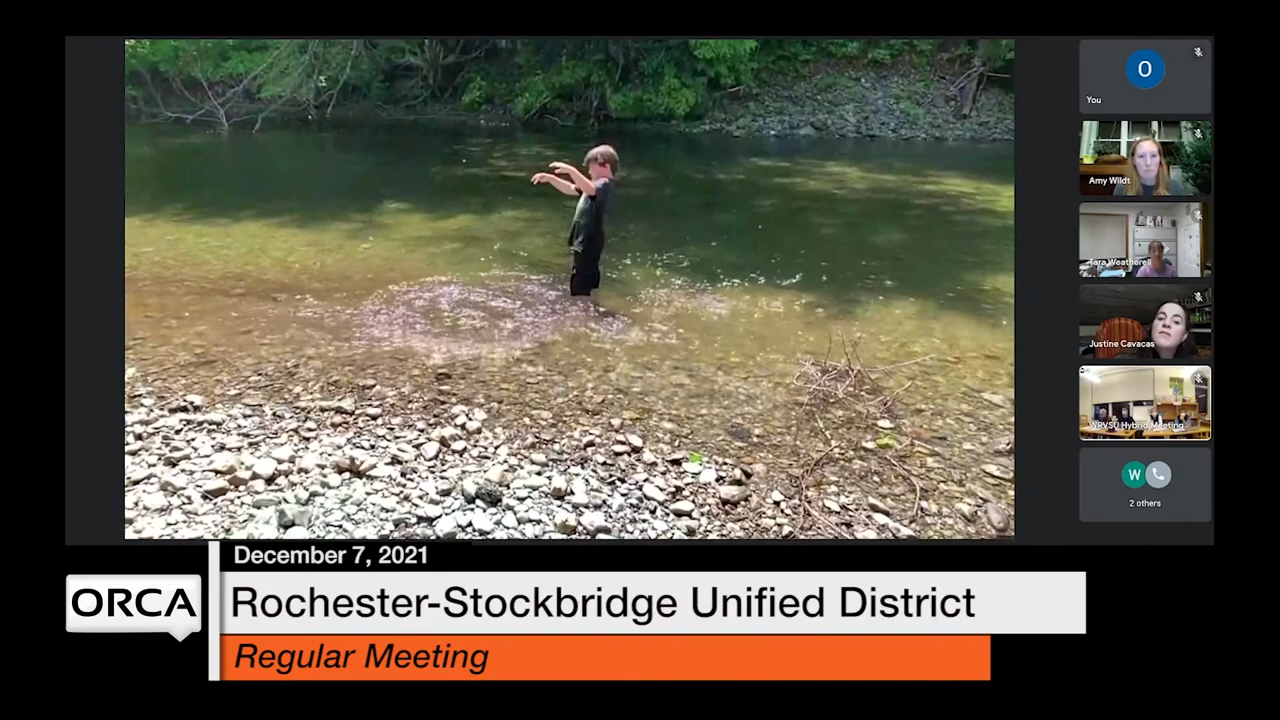 O
You
Amy Wildt
Tara Weatherell
Justine Cavacas
WRVSU Hybrid Meeting
W
2 others
December 7, 2021
ORCA
Rochester-Stockbridge Unified District
Regular Meeting